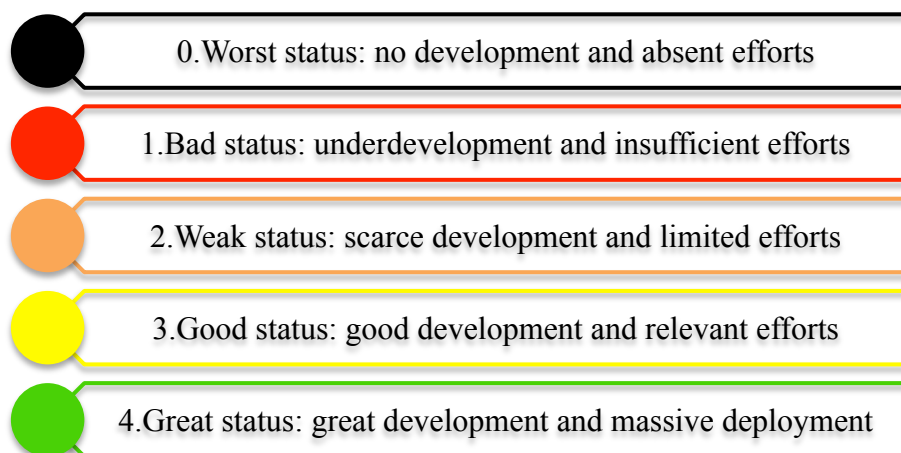 0.Worst status: no development and absent efforts
1.Bad status: underdevelopment and insufficient efforts
2.Weak status: scarce development and limited efforts
3.Good status: good development and relevant efforts
4.Great status: great development and massive deployment